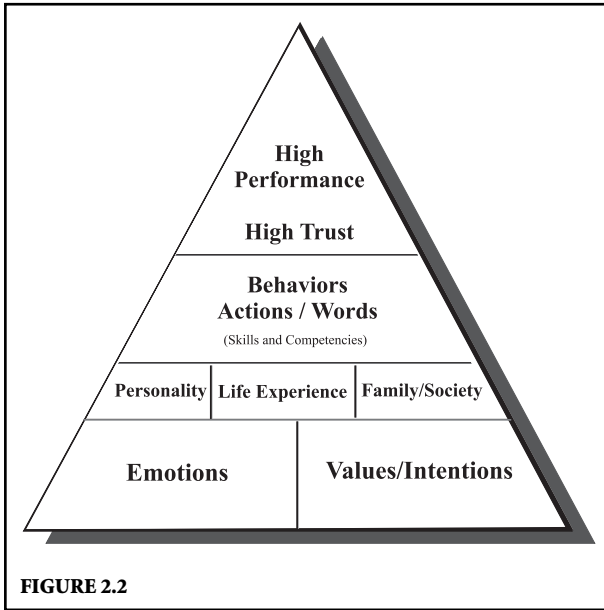 High
Performance
High Trust
Behaviors
Actions / Words
(Skills and Competencies)
Personality
Life Experience
Family/Society
Emotions
Values/Intentions
FIGURE 2.2